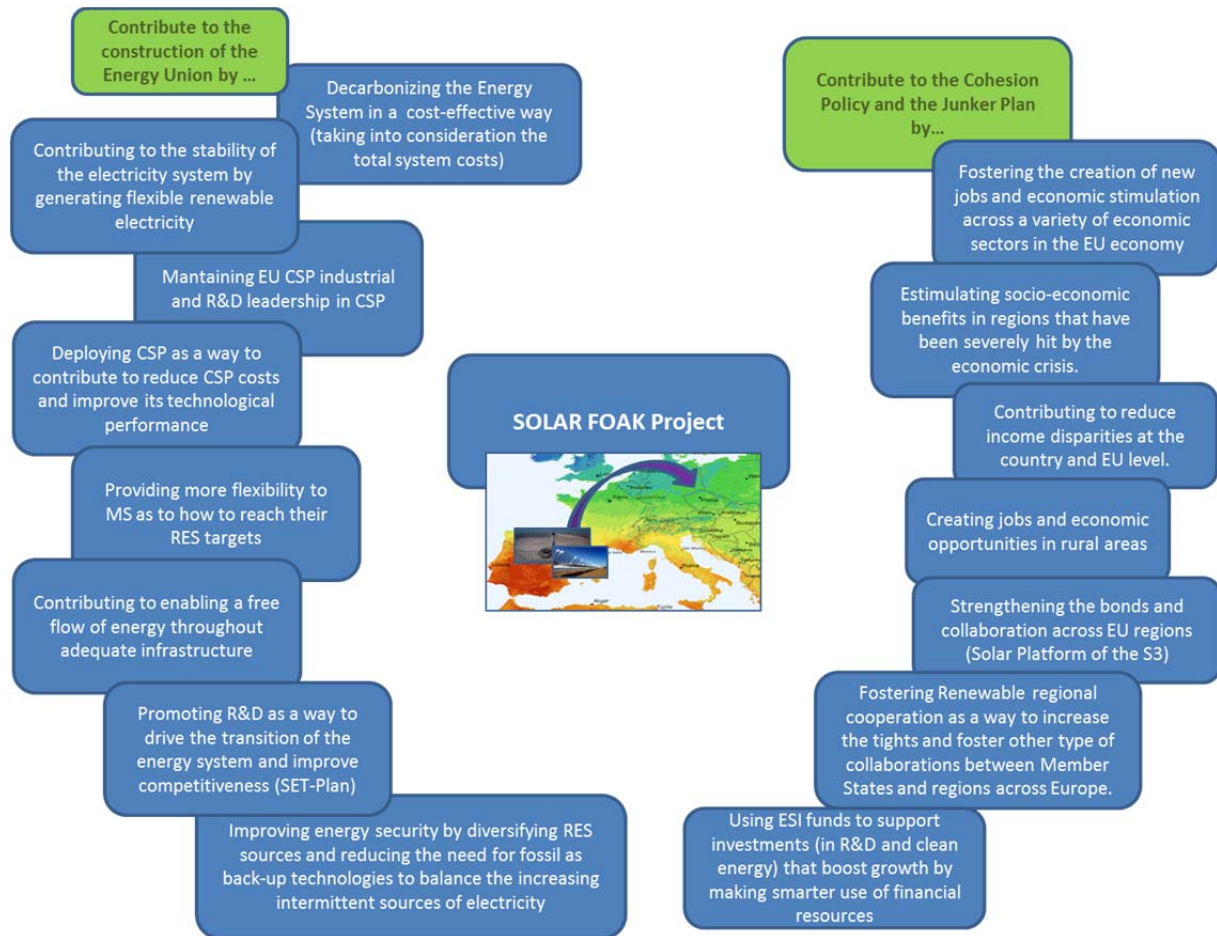 Contribute to the
construction of the
Energy Union by ...
Decarbonizing the Energy
System in a cost-effective way
(taking into consideration the
total system costs)
Contributing to the stability of
the electricity system by
generating flexible renewable
electricity
Mantaining EU CSP industrial
and R&D leadership in CSP
Deploying CSP as a way to
contribute to reduce CSP costs
and improve its technological
performance
Providing more flexibility to
MS as to how to reach their
RES targets
Contributing to enabling a free
flow of energy throughout
adequate infrastructure
Promoting R&D as a way to
drive the transition of the
energy system and improve
competitiveness (SET-Plan)
Improving energy security by diversifying RES
sources and reducing the need for fossil as
back-up technologies to balance the increasing
intermittent sources of electricity
SOLAR FOAK Project
Contribute to the Cohesion
Policy and the Junker Plan
by...
Fostering the creation of new
jobs and economic stimulation
across a variety of economic
sectors in the EU economy
Estimulating socio-economic
benefits in regions that have
been severely hit by the
economic crisis.
Contributing to reduce
income disparities at the
country and EU level.
Creating jobs and economic
opportunities in rural areas
Strengthening the bonds and
collaboration across EU regions
(Solar Platform of the S3)
Fostering Renewable regional
cooperation as a way to increase
the tights and foster other type of
collaborations between Member
States and regions across Europe.
Using ESI funds to support
investments (in R&D and clean
energy) that boost growth by
making smarter use of financial
resources